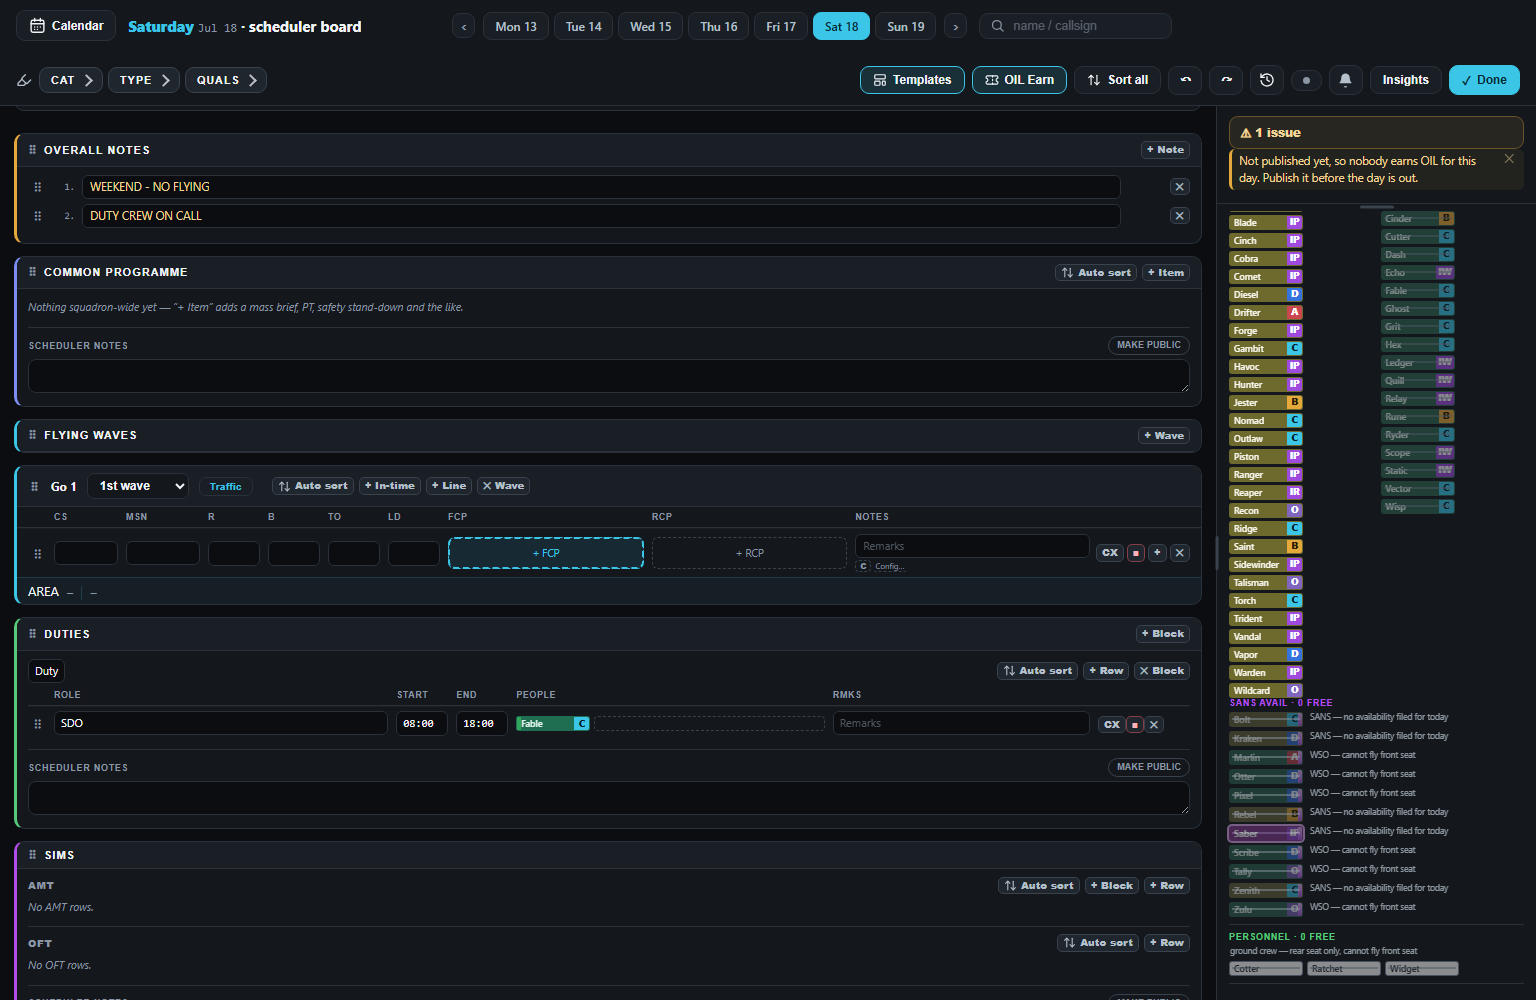 Calendar
Saturday Jul 18 · scheduler board
‹ Mon 13 Tue 14 Wed 15 Thu 16 Fri 17 Sat 18 Sun 19 ›
name / callsign
CAT TYPE QUALS
Templates OIL Earn Sort all Insights ✓ Done
OVERALL NOTES
+ Note
1. WEEKEND - NO FLYING
2. DUTY CREW ON CALL
COMMON PROGRAMME
Auto sort + Item
Nothing squadron-wide yet — "+ Item" adds a mass brief, PT, safety stand-down and the like.
SCHEDULER NOTES
MAKE PUBLIC
FLYING WAVES
+ Wave
Go 1 1st wave Traffic Auto sort + In-time + Line ✕ Wave
CS MSN R B TO LD FCP RCP NOTES
+ FCP + RCP Remarks CX + ✕
C Config...
AREA – –
DUTIES
+ Block
Duty
Auto sort + Row ✕ Block
ROLE START END PEOPLE RMKS
SDO 08:00 18:00 Fable C Remarks CX ✕
SCHEDULER NOTES
MAKE PUBLIC
SIMS
AMT
Auto sort + Block + Row
No AMT rows.
OFT
Auto sort + Row
No OFT rows.
⚠ 1 issue
Not published yet, so nobody earns OIL for this
day. Publish it before the day is out.
Blade IP
Cinch IP
Cobra IP
Comet IP
Diesel D
Drifter A
Forge IP
Gambit C
Havoc IP
Hunter IP
Jester B
Nomad C
Outlaw C
Piston IP
Ranger IP
Reaper IR
Recon O
Ridge C
Saint B
Sidewinder IP
Talisman O
Torch C
Trident IP
Vandal IP
Vapor D
Warden IP
Wildcard O
Cinder B
Cutter C
Dash C
Echo
Fable C
Ghost C
Grit C
Hex C
Ledger
Quill
Relay
Rune B
Ryder C
Scope
Static
Vector C
Wisp C
SANS AVAIL · 0 FREE
Bolt SANS — no availability filed for today
Kraken SANS — no availability filed for today
Marlin WSO — cannot fly front seat
Otter WSO — cannot fly front seat
Pixel WSO — cannot fly front seat
Rebel SANS — no availability filed for today
Saber IP SANS — no availability filed for today
Scribe WSO — cannot fly front seat
Tally WSO — cannot fly front seat
Zenith SANS — no availability filed for today
Zulu WSO — cannot fly front seat
PERSONNEL · 0 FREE
ground crew — rear seat only, cannot fly front seat
Cotter Ratchet Widget